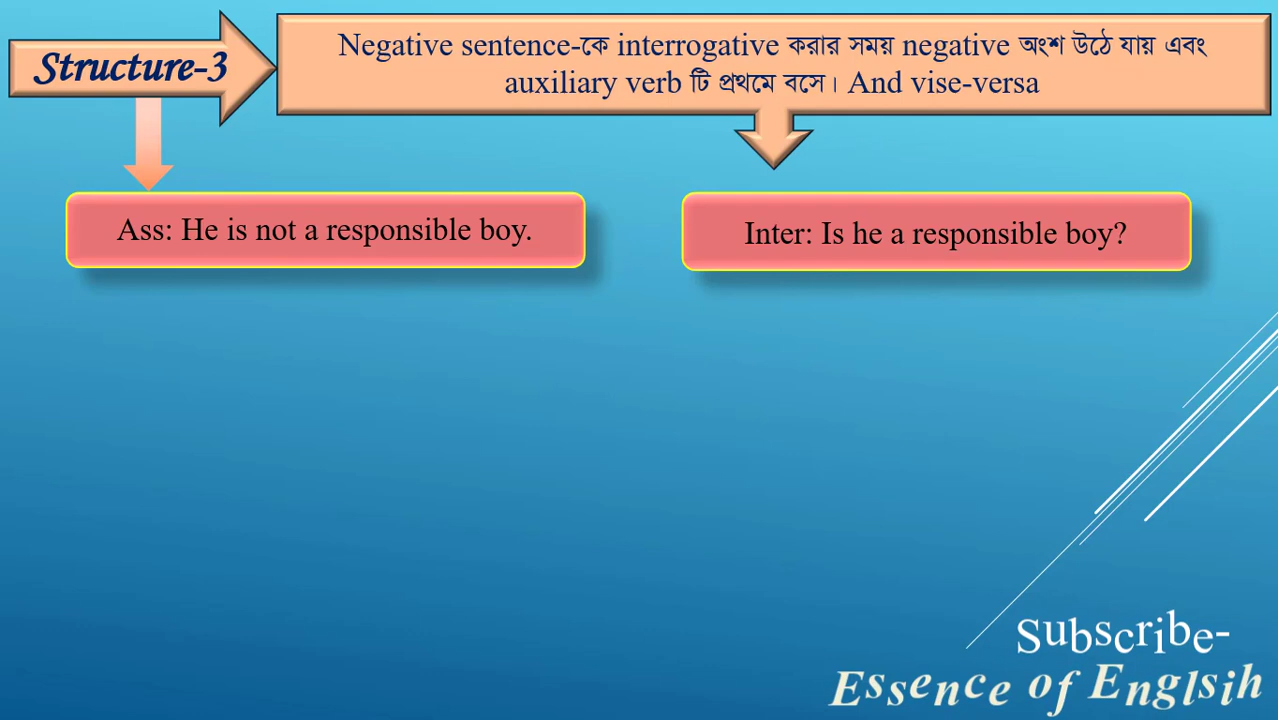 Structure-3
Negative sentence-কে interrogative করার সময় negative অংশ উঠে যায় এবং
auxiliary verb টি প্রথমে বসে। And vise-versa
Ass: He is not a responsible boy.
Inter: Is he a responsible boy?
Subscribe-
Essence of Englsih